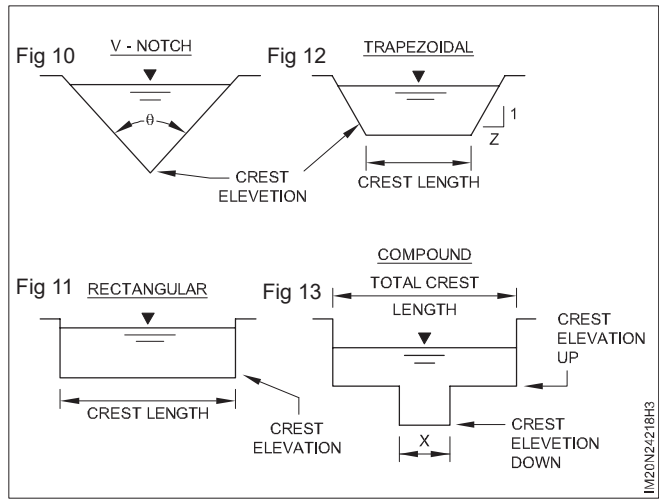 Fig 10
V - NOTCH
θ
Fig 12
TRAPEZOIDAL
1
Z
CREST
ELEVETION
CREST LENGTH
Fig 11
RECTANGULAR
CREST LENGTH
CREST
ELEVATION
Fig 13
COMPOUND
TOTAL CREST
LENGTH
CREST
ELEVATION
UP
X
CREST
ELEVETION
DOWN
IM20N24218H3